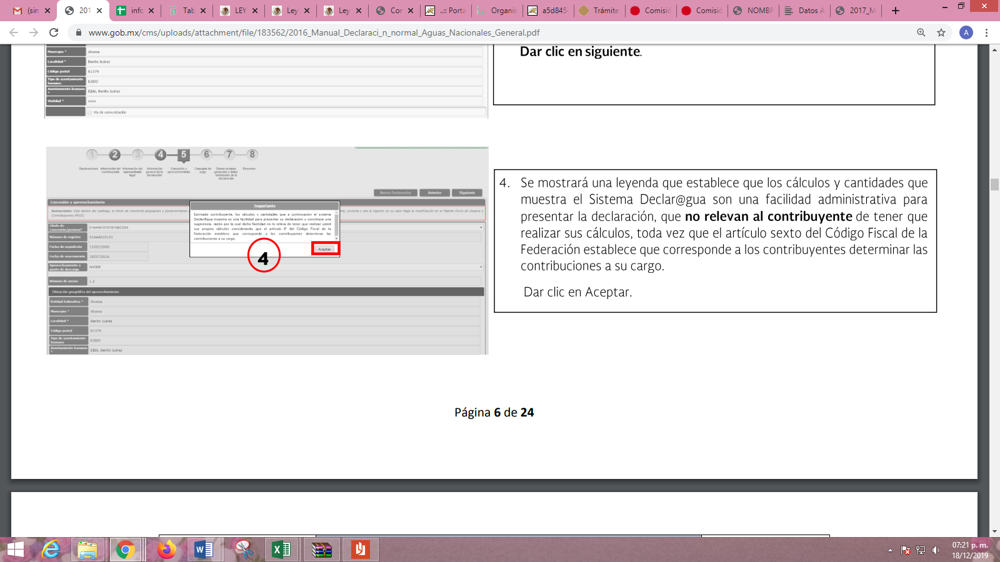 (sin
201
info
Tab
LEY
Ley
Ley
Cor
..:: Porta
Organis
a5d845
Trámite
Comisió
Comisió
NOMBR
Datos A
2017_M
www.gob.mx/cms/uploads/attachment/file/183562/2016_Manual_Declaraci_n_normal_Aguas_Nacionales_General.pdf
A
Municipio * Ahome
Localidad * Benito Juárez
Código postal 81379
Tipo de asentamiento humano EJIDO
Asentamiento humano * Ejido, Benito Juárez
Vialidad * xxxx
Vía de comunicación
Dar clic en siguiente.
1 2 3 4 5 6 7 8
Declaraciones
Información del contribuyente
Información del representante legal
Información general de la declaración
Concesión y aprovechamiento
Concepto de pago
Observaciones generales y datos adicionales de la declaración
Resumen
Nueva Declaración Anterior Siguiente
Concesión y aprovechamiento
Título de Concesión/permiso*
Número de registro 01AAA010101
Fecha de expedición 13/02/2000
Fecha de vencimiento 18/07/2016
Aprovechamiento o punto de descarga AHOME
Número de anexo 1.2
Importante
Estimado contribuyente, los cálculos y cantidades que a continuación el sistema
Declar@gua muestra es una facilidad para presentar su declaración y constituye una
sugerencia, razón por la cual dicha facilidad no lo releva de tener que realizar usted
sus propios cálculos considerando que el artículo 6° del Código Fiscal de la
Federación establece que corresponde a los contribuyentes determinar las
contribuciones a su cargo.
Aceptar
4
Ubicación geográfica del aprovechamiento
Entidad federativa * Sinaloa
Municipio * Ahome
Localidad * Benito Juárez
Código postal 81379
Tipo de asentamiento humano EJIDO
Asentamiento humano * Ejido, Benito Juárez
4. Se mostrará una leyenda que establece que los cálculos y cantidades que
muestra el Sistema Declar@gua son una facilidad administrativa para
presentar la declaración, que no relevan al contribuyente de tener que
realizar sus cálculos, toda vez que el artículo sexto del Código Fiscal de la
Federación establece que corresponde a los contribuyentes determinar las
contribuciones a su cargo.
Dar clic en Aceptar.
Página 6 de 24
07:21 p. m.
18/12/2019